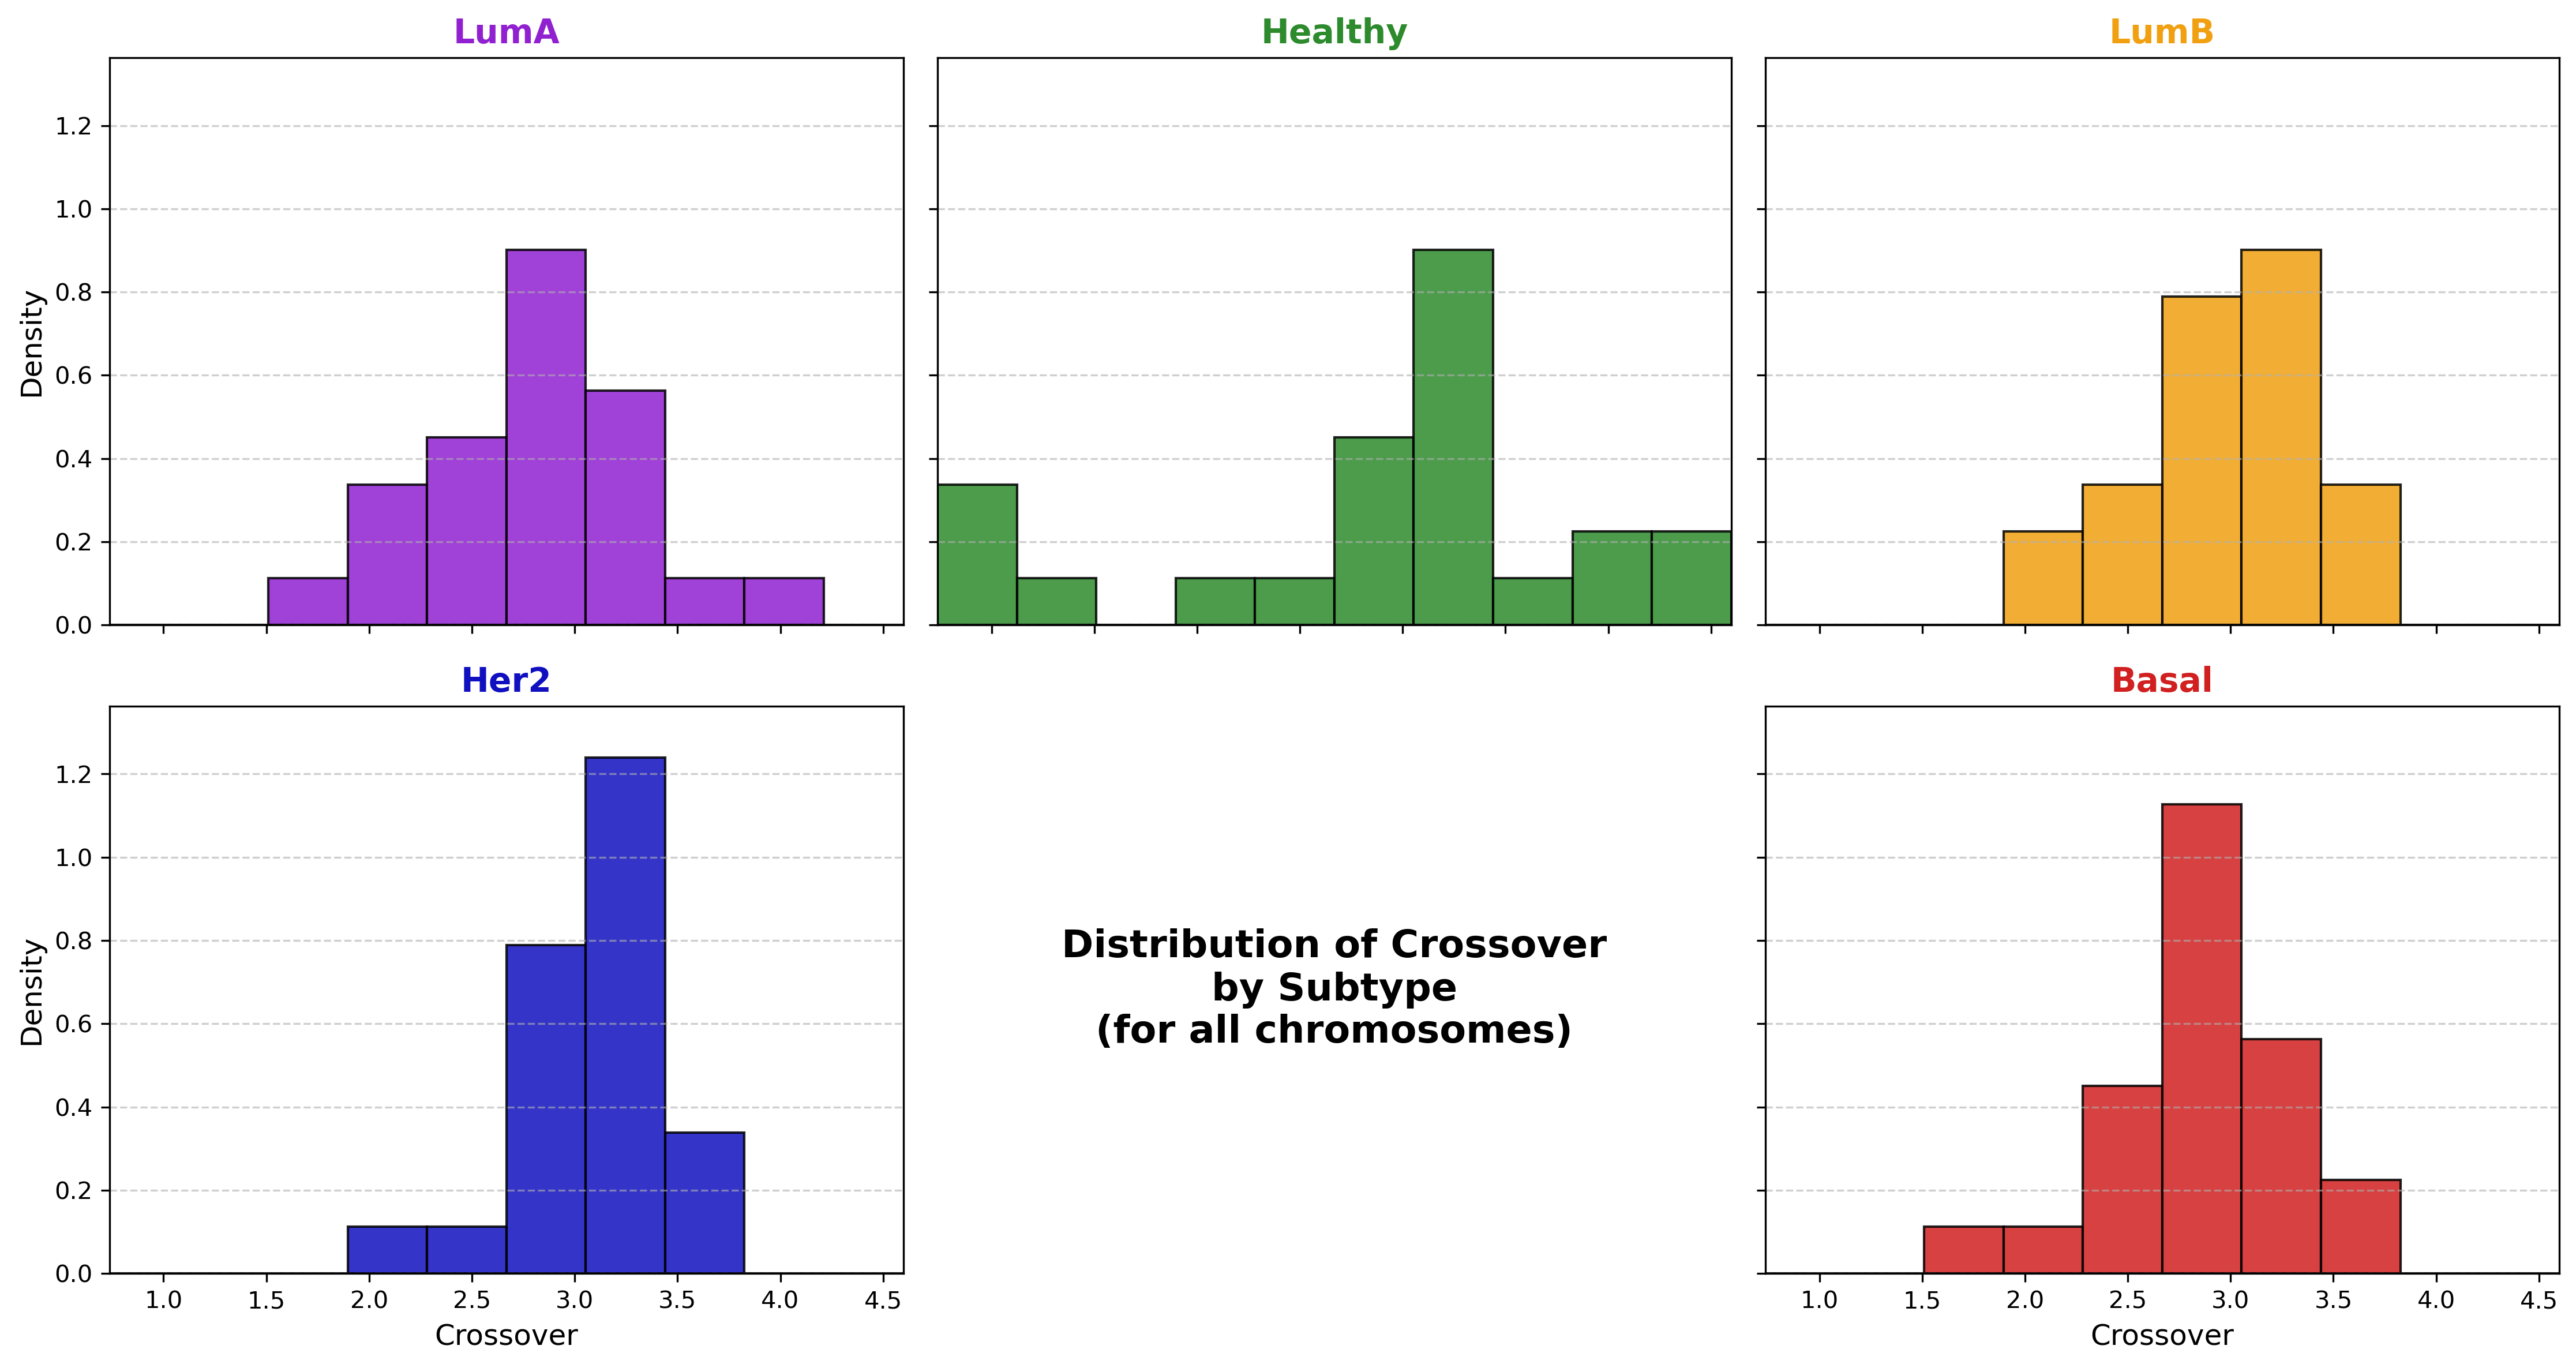 LumA
Healthy
LumB
Density
1.2
1.0
0.8
0.6
0.4
0.2
0.0
Her2
Basal
Density
1.2
1.0
0.8
0.6
0.4
0.2
0.0
1.0 1.5 2.0 2.5 3.0 3.5 4.0 4.5
Crossover
Distribution of Crossover
by Subtype
(for all chromosomes)
1.0 1.5 2.0 2.5 3.0 3.5 4.0 4.5
Crossover